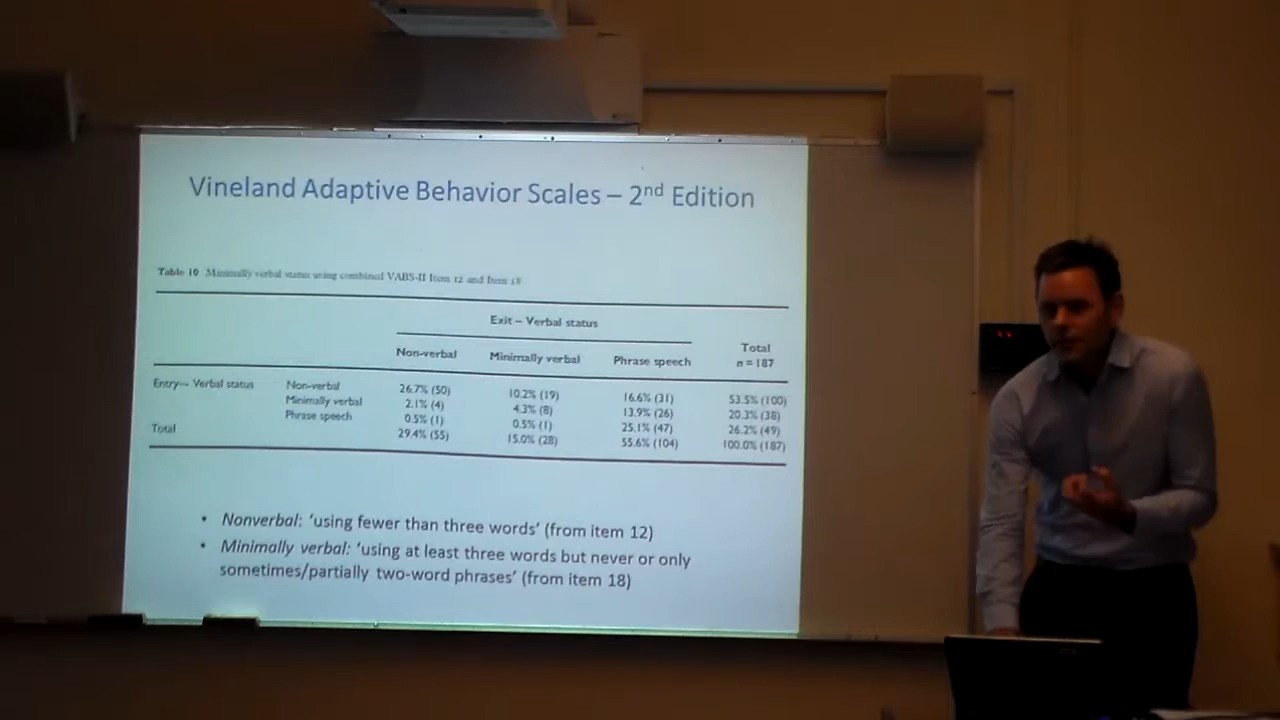 Vineland Adaptive Behavior Scales – 2nd Edition
Table 10 Minimally verbal status using combined VABS-II Item 12 and Item 18
Exit – Verbal status
Non-verbal Minimally verbal Phrase speech Total n = 187
Entry – Verbal status Non-verbal 26.7% (50) 10.2% (19) 16.6% (31) 53.5% (100)
Minimally verbal 2.1% (4) 4.3% (8) 13.9% (26) 20.3% (38)
Phrase speech 0.5% (1) 0.5% (1) 25.1% (47) 26.2% (49)
Total 29.4% (55) 15.0% (28) 55.6% (104) 100.0% (187)
• Nonverbal: ‘using fewer than three words’ (from item 12)
• Minimally verbal: ‘using at least three words but never or only
sometimes/partially two-word phrases’ (from item 18)